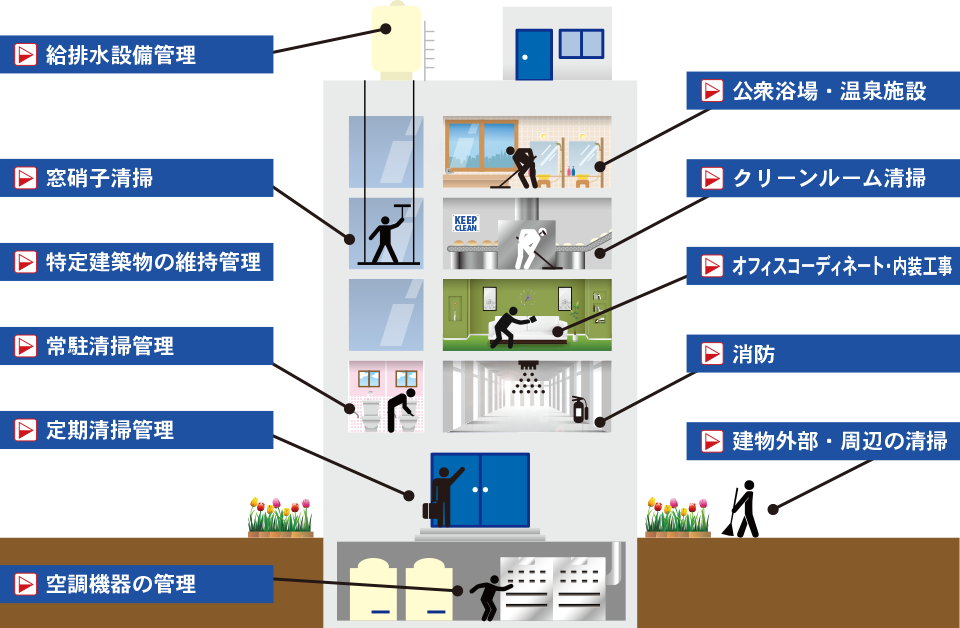 給排水設備管理
窓硝子清掃
特定建築物の維持管理
常駐清掃管理
定期清掃管理
空調機器の管理
KEEP
CLEAN.
公衆浴場・温泉施設
クリーンルーム清掃
オフィスコーディネート・内装工事
消防
建物外部・周辺の清掃